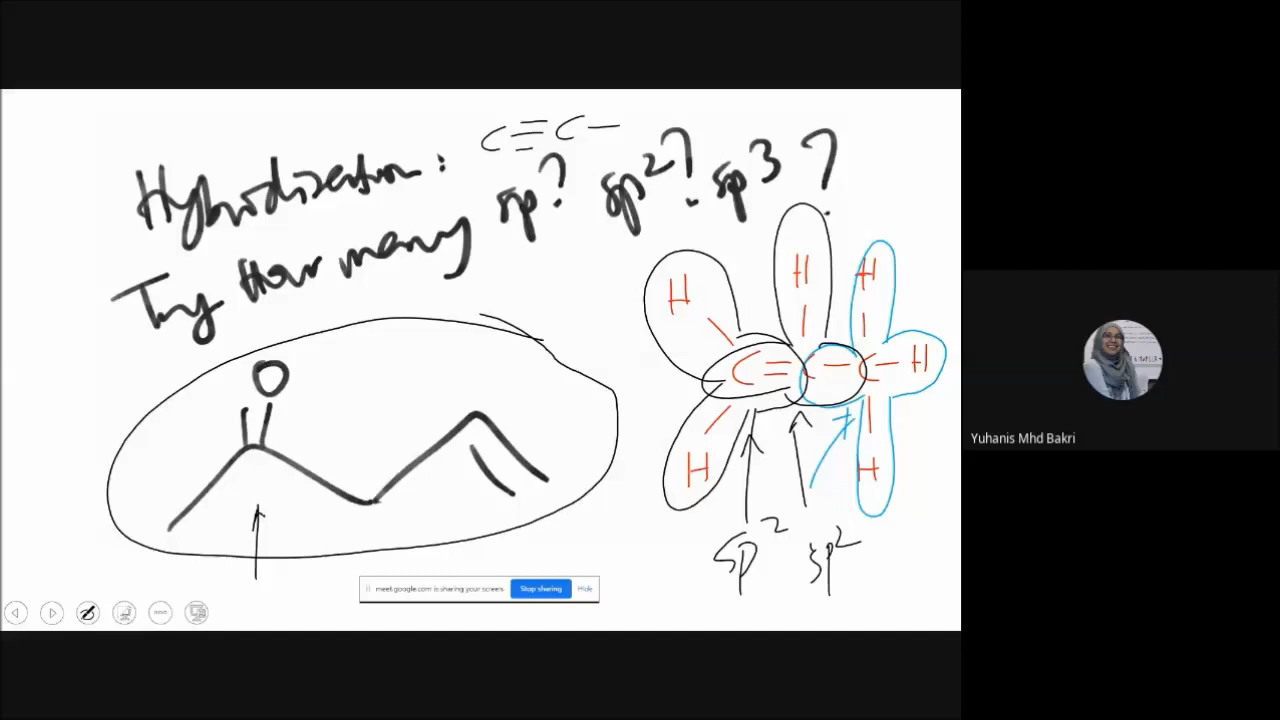 C≡C–
Hybridization: sp? sp2? sp3?
Try How many
H H H
C=C–C–H
H H
O
sp2 sp2
meet.google.com is sharing your screen. Stop sharing Hide
Yuhanis Mhd Bakri